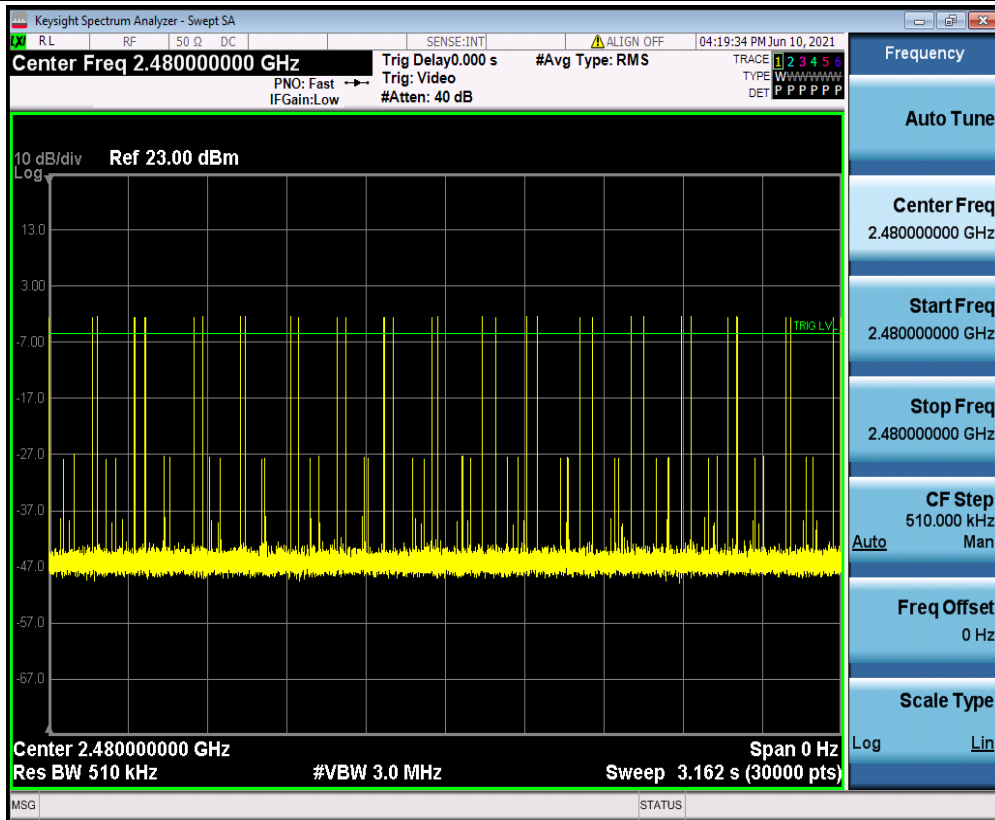 Keysight Spectrum Analyzer - Swept SA
LXI RL RF 50 Ω DC SENSE:INT ALIGN OFF 04:19:34 PM Jun 10, 2021
Center Freq 2.480000000 GHz
PNO: Fast
IFGain:Low
Trig Delay0.000 s
Trig: Video
#Atten: 40 dB
#Avg Type: RMS
TRACE 1 2 3 4 5 6
TYPE WWWWWW
DET P P P P P P
10 dB/div Ref 23.00 dBm
Log
13.0
3.00
TRIG LVL
-7.00
-17.0
-27.0
-37.0
-47.0
-57.0
-67.0
Center 2.480000000 GHz Span 0 Hz
Res BW 510 kHz #VBW 3.0 MHz Sweep 3.162 s (30000 pts)
MSG STATUS
Frequency
Auto Tune
Center Freq
2.480000000 GHz
Start Freq
2.480000000 GHz
Stop Freq
2.480000000 GHz
CF Step
510.000 kHz
Auto Man
Freq Offset
0 Hz
Scale Type
Log Lin